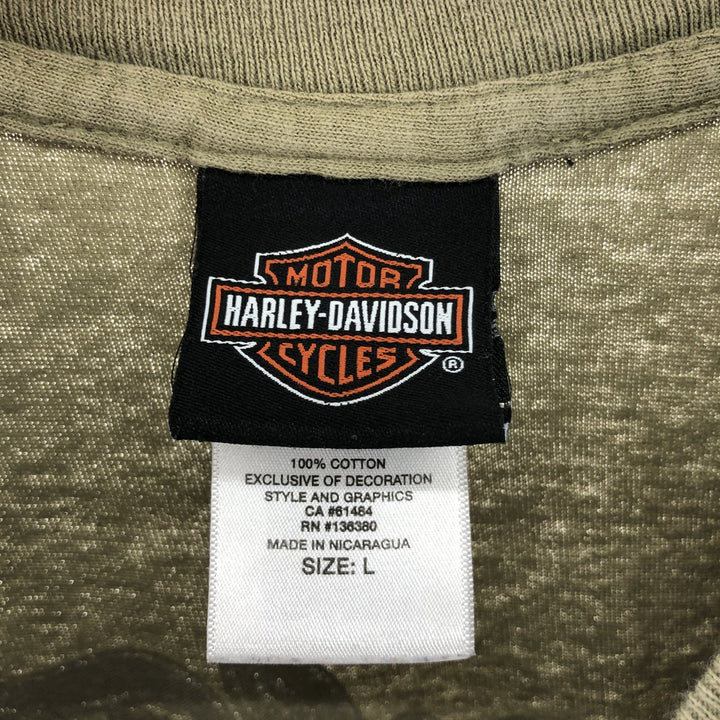 MOTOR
HARLEY-DAVIDSON
CYCLES
®
100% COTTON
EXCLUSIVE OF DECORATION
STYLE AND GRAPHICS
CA #61484
RN #136380
MADE IN NICARAGUA
SIZE: L